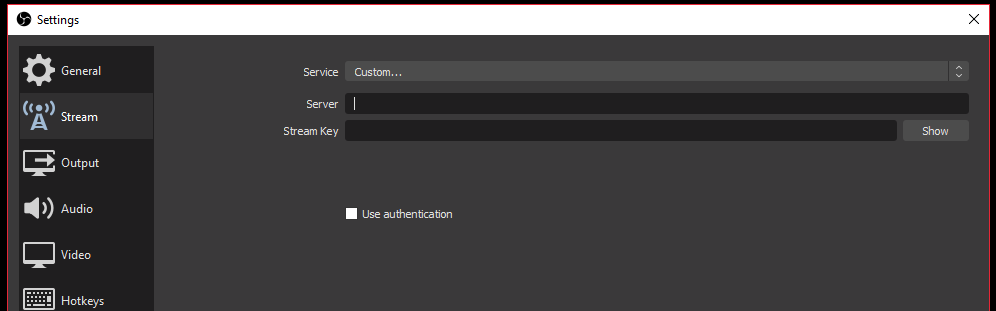 Settings
General
Service Custom...
Server
Stream
Stream Key Show
Output
Audio
Use authentication
Video
Hotkeys